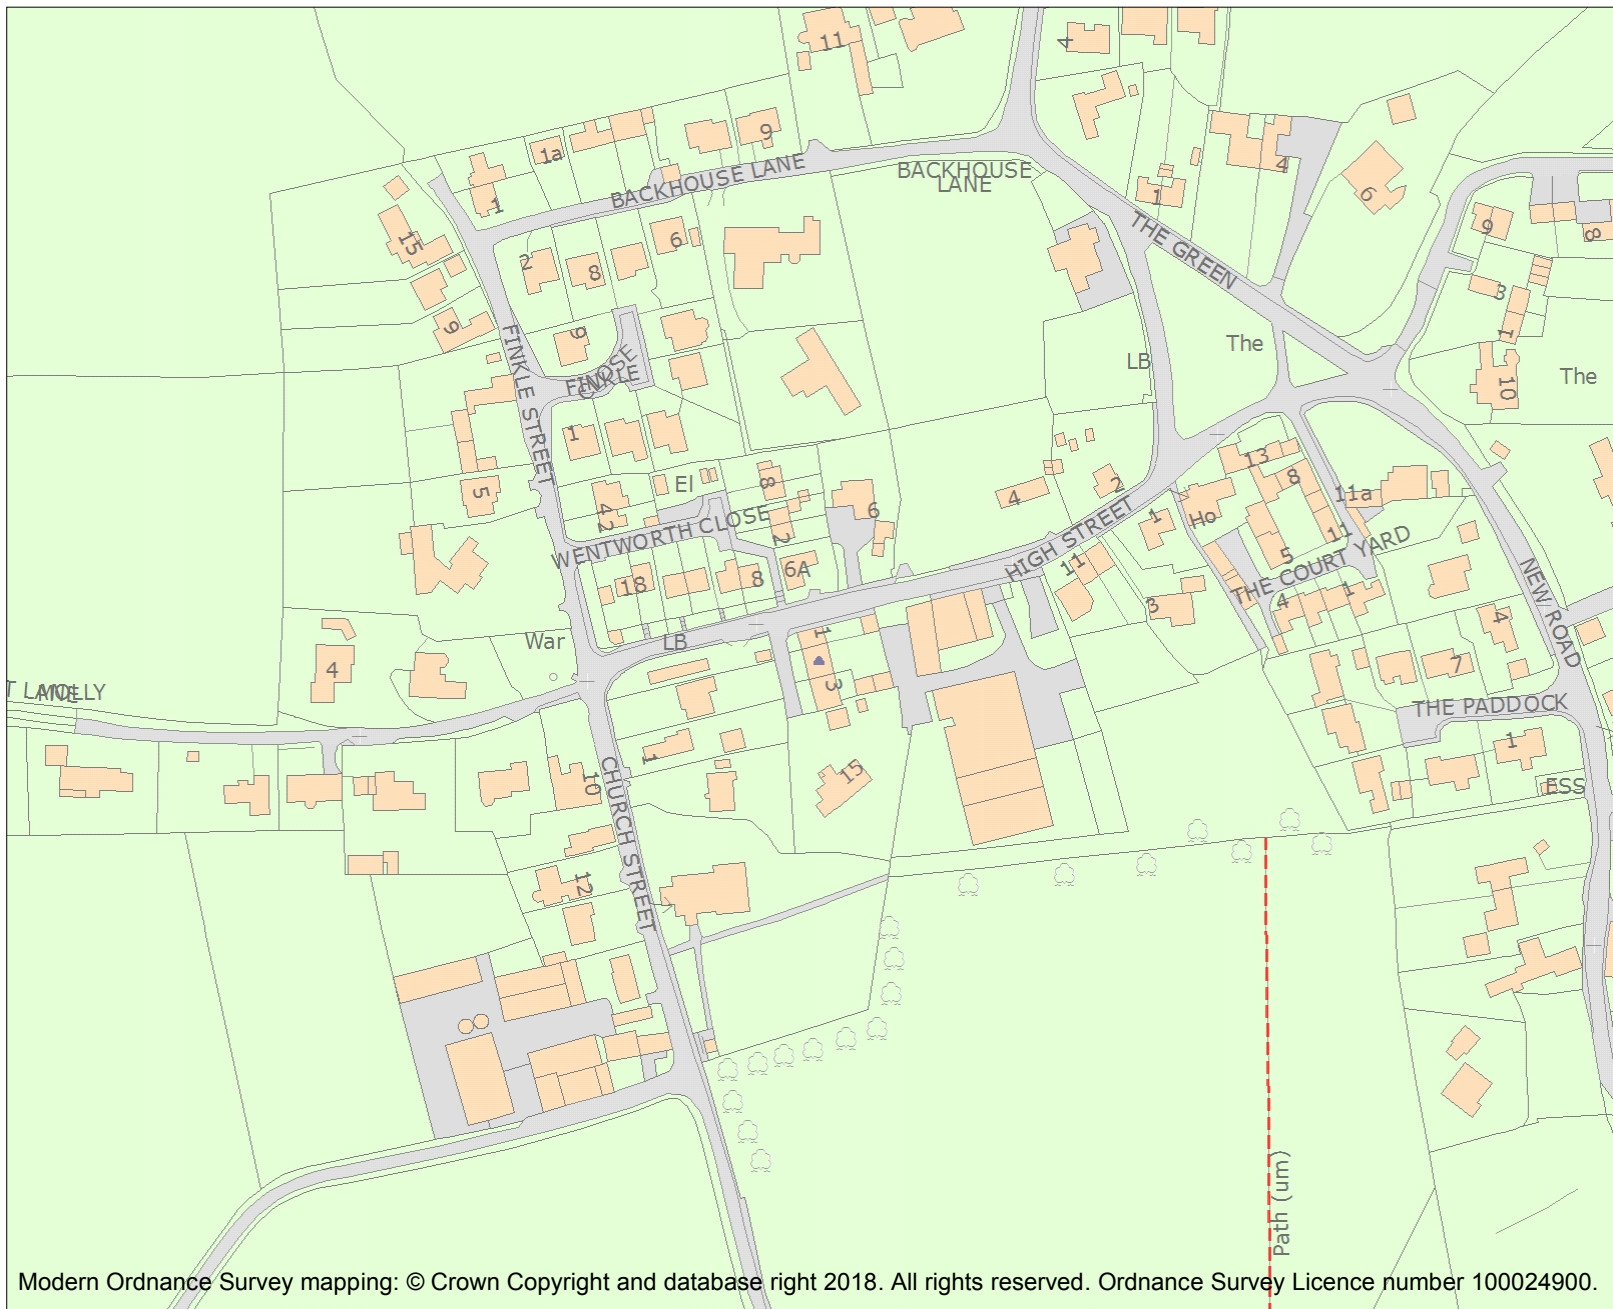 11
4
9
1a
BACKHOUSE LANE
BACKHOUSE
LANE
1
4
6
1
15
2
8
6
THE GREEN
9
8
3
1
9
9
FINKLE STREET
CLOSE
FINKLE
LB
The
The
10
1
5
El
8
4
2
WENTWORTH CLOSE
2
6
4
2
HIGH STREET
13
8
11a
Ho
1
11
5
THE COURT YARD
11
18
8
6A
3
4
1
NEW ROAD
4
War
LB
1
3
4
7
THE PADDOCK
1
1
15
10
CHURCH STREET
ESS
12
Path (um)
Modern Ordnance Survey mapping: © Crown Copyright and database right 2018. All rights reserved. Ordnance Survey Licence number 100024900.